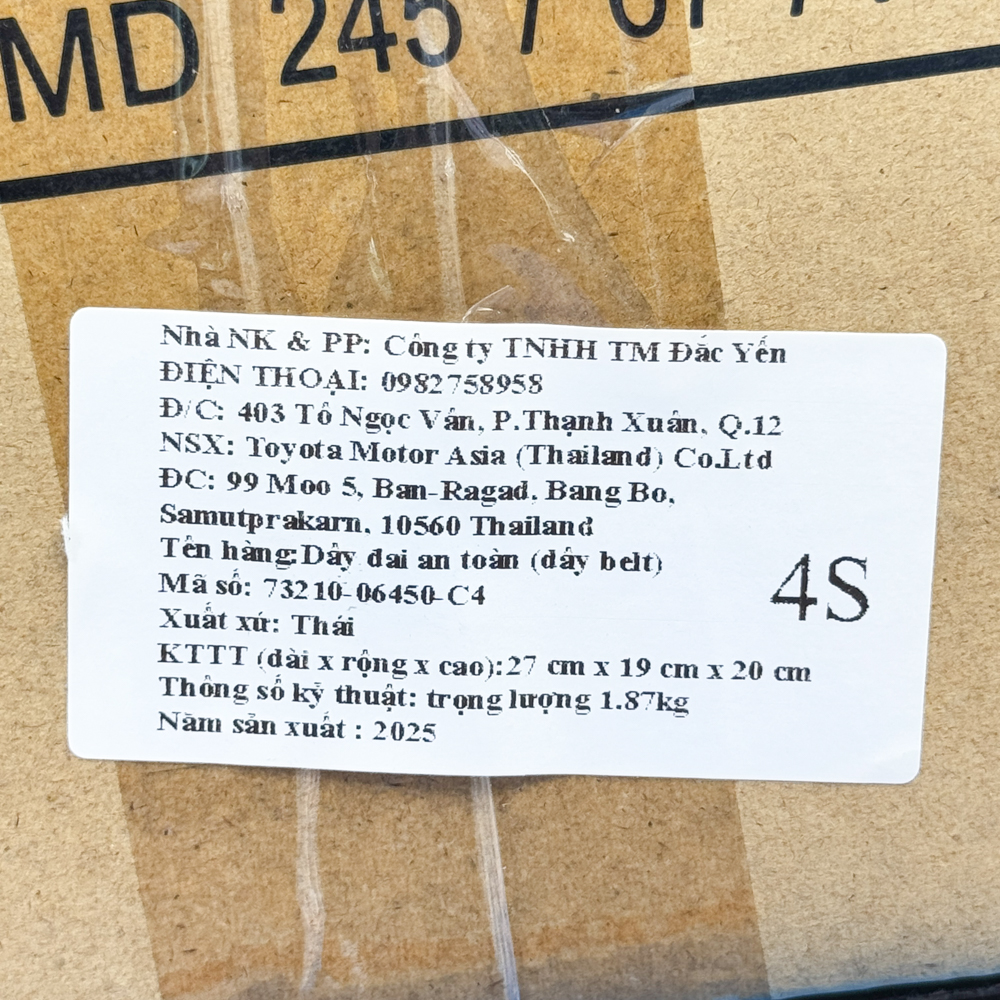 MD 245 /
Nhà NK & PP: Công ty TNHH TM Đắc Yến
ĐIỆN THOẠI: 0982758958
Đ/C: 403 Tô Ngọc Vân, P.Thạnh Xuân, Q.12
NSX: Toyota Motor Asia (Thailand) Co.Ltd
ĐC: 99 Moo 5, Ban-Ragad, Bang Bo,
Samutprakarn, 10560 Thailand
Tên hàng:Dây đai an toàn (dây belt)
Mã số: 73210-06450-C4
4S
Xuất xứ: Thái
KTTT (dài x rộng x cao):27 cm x 19 cm x 20 cm
Thông số kỹ thuật: trọng lượng 1.87kg
Năm sản xuất : 2025